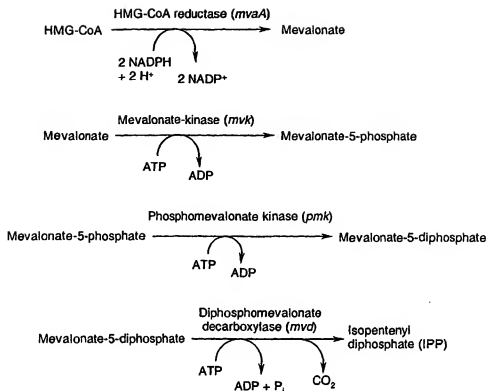 HMG-CoA reductase (mvaA)
HMG-CoA
Mevalonate
2 NADPH
+ 2 H⁺
2 NADP⁺
Mevalonate-kinase (mvk)
Mevalonate
Mevalonate-5-phosphate
ATP
ADP
Phosphomevalonate kinase (pmk)
Mevalonate-5-phosphate
Mevalonate-5-diphosphate
ATP
ADP
Diphosphomevalonate
decarboxylase (mvd)
Mevalonate-5-diphosphate
Isopentenyl
diphosphate (IPP)
ATP
ADP + Pᵢ
CO₂